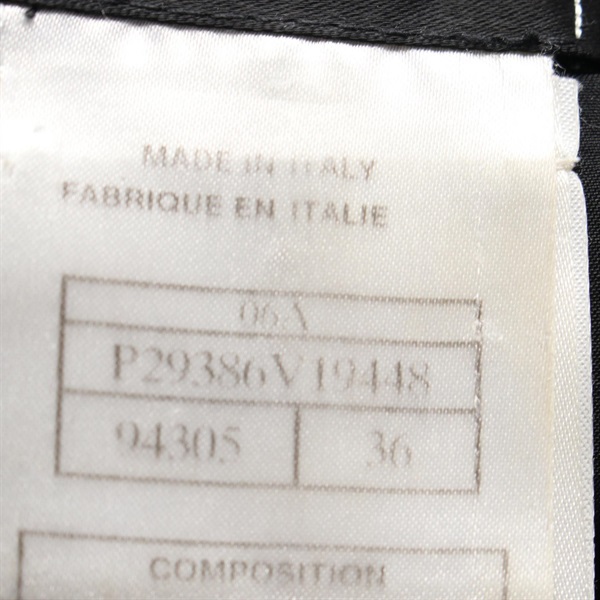 MADE IN ITALY
FABRIQUE EN ITALIE
06A
P29386V19448
94305 36
COMPOSITION